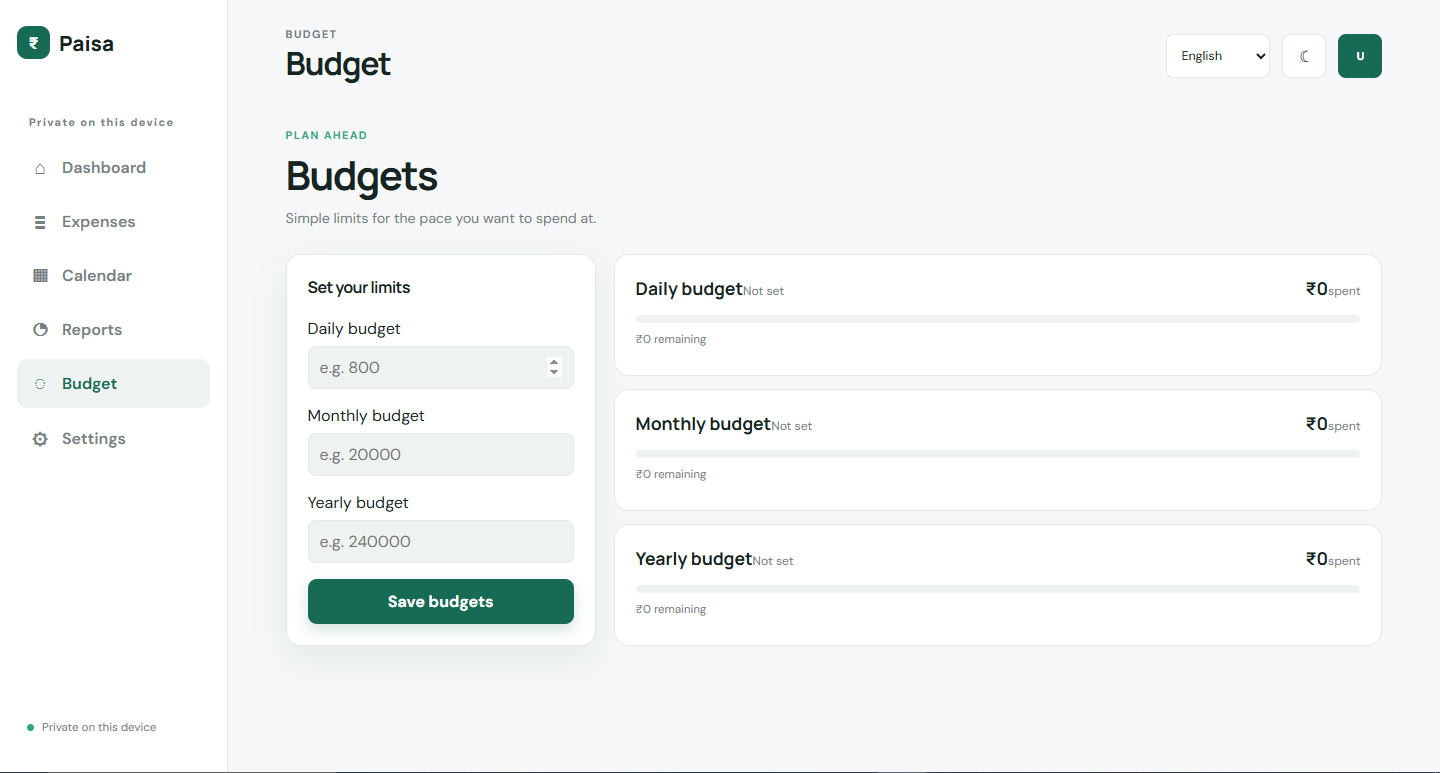 ₹ Paisa
Private on this device
Dashboard
Expenses
Calendar
Reports
Budget
Settings
Private on this device
BUDGET
Budget
English
U
PLAN AHEAD
Budgets
Simple limits for the pace you want to spend at.
Set your limits
Daily budget
e.g. 800
Monthly budget
e.g. 20000
Yearly budget
e.g. 240000
Save budgets
Daily budget Not set ₹0 spent
₹0 remaining
Monthly budget Not set ₹0 spent
₹0 remaining
Yearly budget Not set ₹0 spent
₹0 remaining